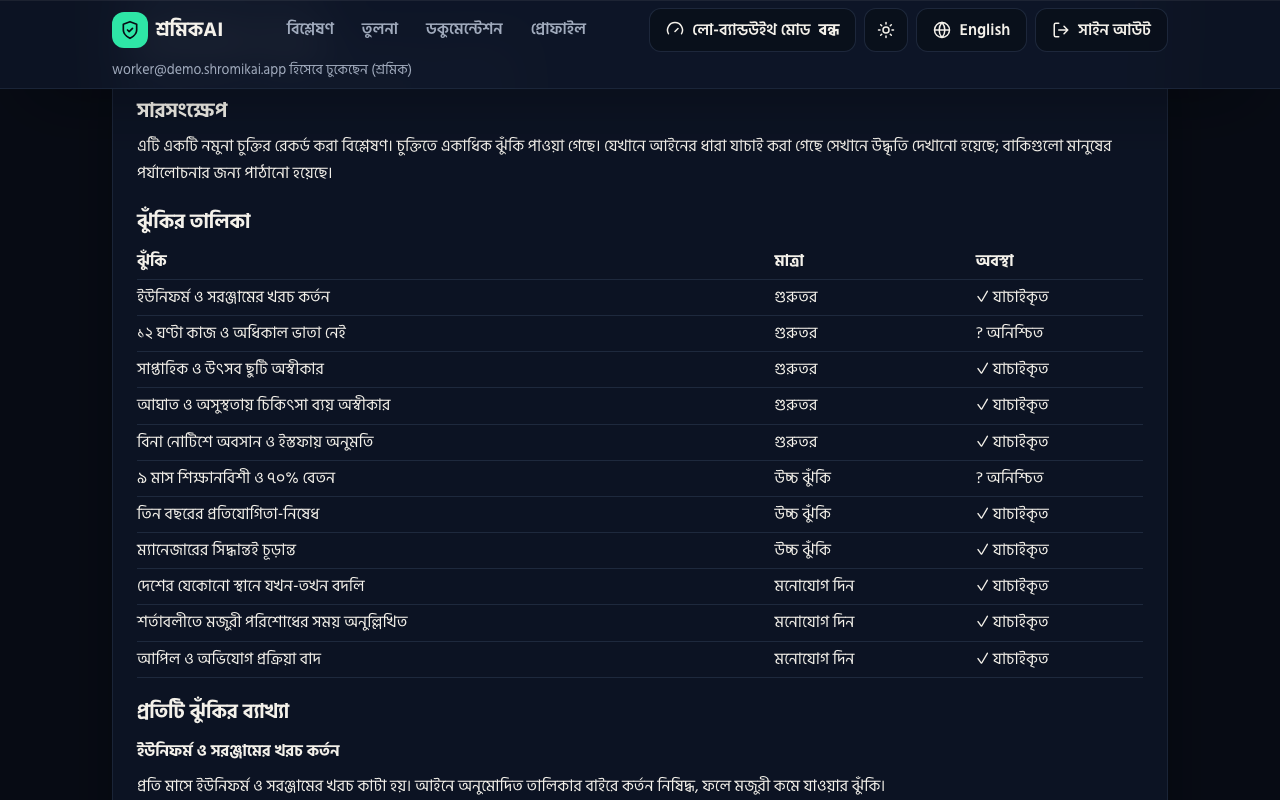 শ্রমিকAI
বিশ্লেষণ
তুলনা
ডকুমেন্টেশন
প্রোফাইল
লো-ব্যান্ডউইথ মোড বন্ধ
English
সাইন আউট
worker@demo.shromikai.app হিসেবে ঢুকেছেন (শ্রমিক)
সারসংক্ষেপ
এটি একটি নমুনা চুক্তির রেকর্ড করা বিশ্লেষণ। চুক্তিতে একাধিক ঝুঁকি পাওয়া গেছে। যেখানে আইনের ধারা যাচাই করা গেছে সেখানে উদ্ধৃতি দেখানো হয়েছে; বাকিগুলো মানুষের
পর্যালোচনার জন্য পাঠানো হয়েছে।
ঝুঁকির তালিকা
ঝুঁকি মাত্রা অবস্থা
ইউনিফর্ম ও সরঞ্জামের খরচ কর্তন গুরুতর ✓ যাচাইকৃত
১২ ঘণ্টা কাজ ও অধিকাল ভাতা নেই গুরুতর ? অনিশ্চিত
সাপ্তাহিক ও উৎসব ছুটি অস্বীকার গুরুতর ✓ যাচাইকৃত
আঘাত ও অসুস্থতায় চিকিৎসা ব্যয় অস্বীকার গুরুতর ✓ যাচাইকৃত
বিনা নোটিশে অবসান ও ইস্তফায় অনুমতি গুরুতর ✓ যাচাইকৃত
৯ মাস শিক্ষানবিশী ও ৭০% বেতন উচ্চ ঝুঁকি ? অনিশ্চিত
তিন বছরের প্রতিযোগিতা-নিষেধ উচ্চ ঝুঁকি ✓ যাচাইকৃত
ম্যানেজারের সিদ্ধান্তই চূড়ান্ত উচ্চ ঝুঁকি ✓ যাচাইকৃত
দেশের যেকোনো স্থানে যখন-তখন বদলি মনোযোগ দিন ✓ যাচাইকৃত
শর্তাবলীতে মজুরী পরিশোধের সময় অনুল্লিখিত মনোযোগ দিন ✓ যাচাইকৃত
আপিল ও অভিযোগ প্রক্রিয়া বাদ মনোযোগ দিন ✓ যাচাইকৃত
প্রতিটি ঝুঁকির ব্যাখ্যা
ইউনিফর্ম ও সরঞ্জামের খরচ কর্তন
প্রতি মাসে ইউনিফর্ম ও সরঞ্জামের খরচ কাটা হয়। আইনে অনুমোদিত তালিকার বাইরে কর্তন নিষিদ্ধ, ফলে মজুরী কমে যাওয়ার ঝুঁকি।